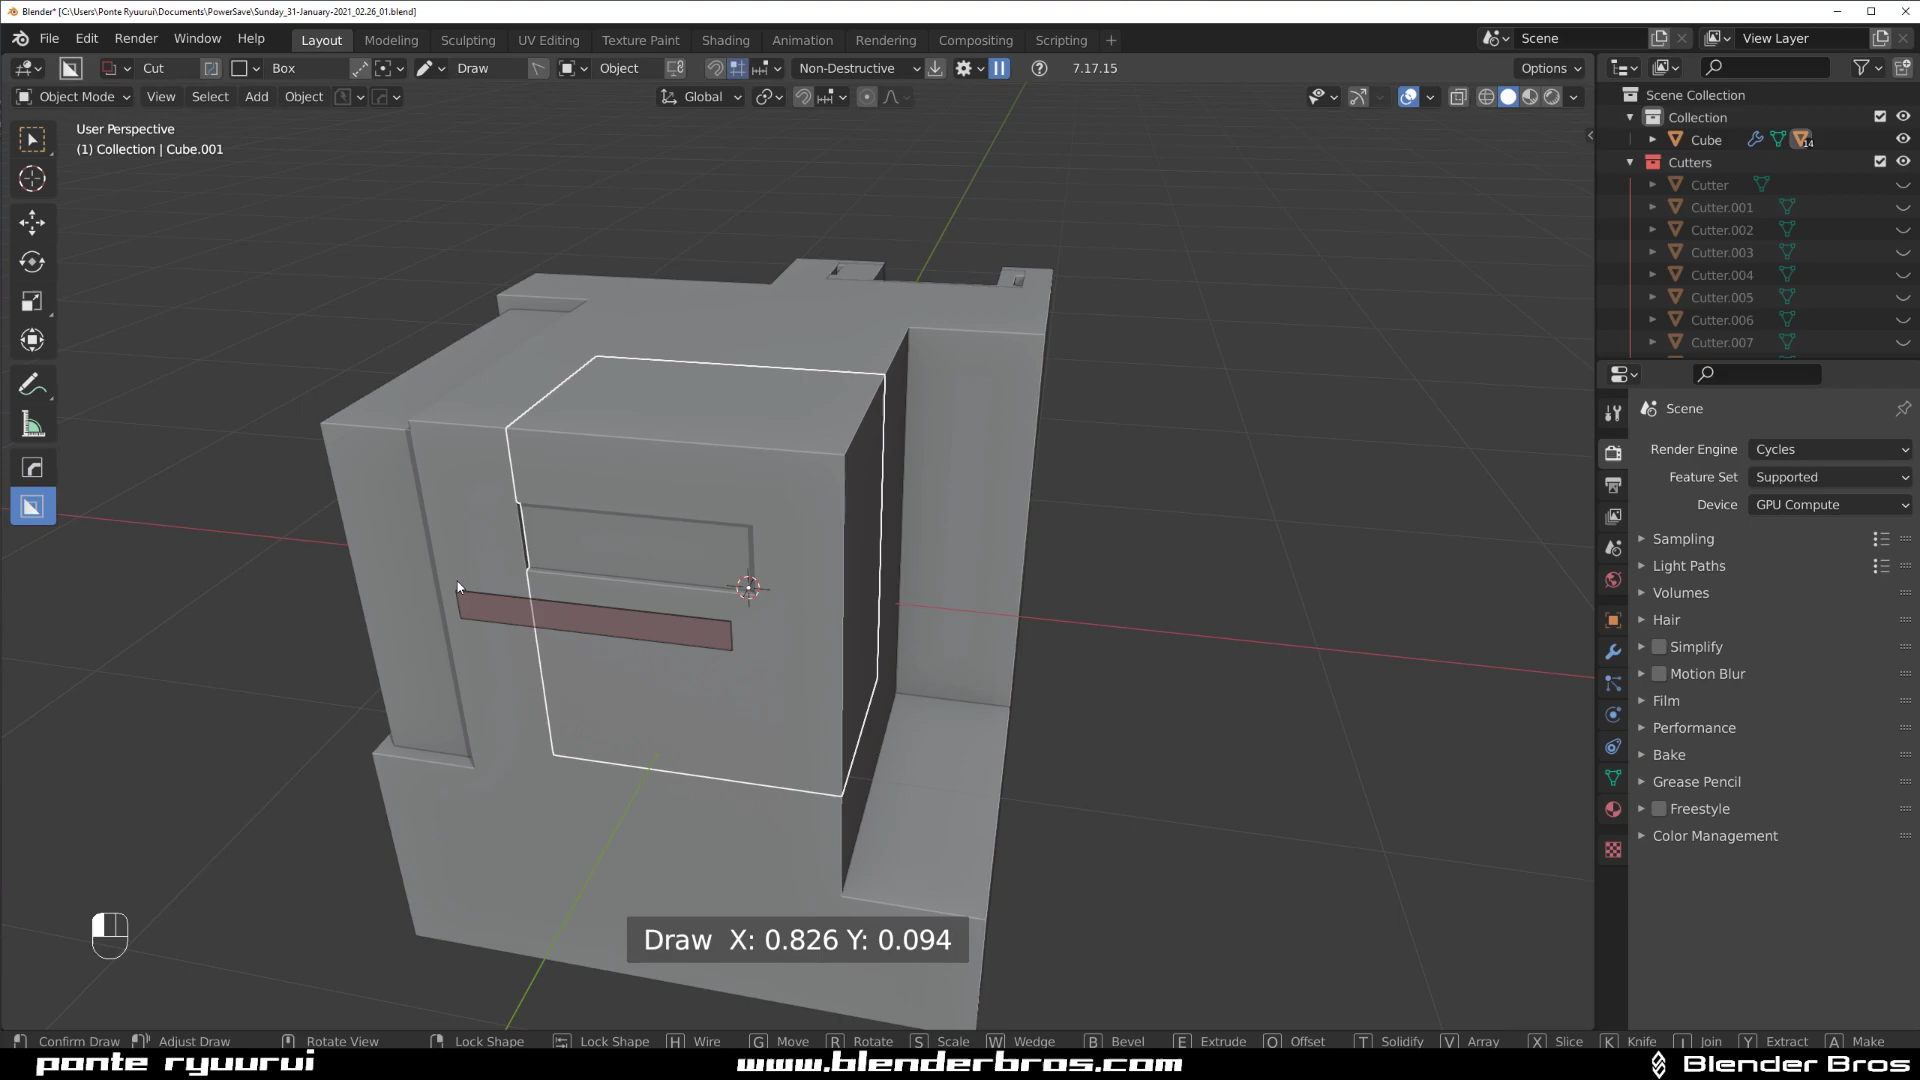 Blender* [C:\Users\Ponte Ryuurui\Documents\PowerSave\Sunday_31-January-2021_02.26_01.blend]
File Edit Render Window Help Layout Modeling Sculpting UV Editing Texture Paint Shading Animation Rendering Compositing Scripting + Scene View Layer
Cut Box Draw Object Non-Destructive 7.17.15 Options
Object Mode View Select Add Object Global
User Perspective
(1) Collection | Cube.001
Scene Collection
Collection
Cube 14
Cutters
Cutter
Cutter.001
Cutter.002
Cutter.003
Cutter.004
Cutter.005
Cutter.006
Cutter.007
Scene
Render Engine Cycles
Feature Set Supported
Device GPU Compute
Sampling
Light Paths
Volumes
Hair
Simplify
Motion Blur
Film
Performance
Bake
Grease Pencil
Freestyle
Color Management
Draw X: 0.826 Y: 0.094
Confirm Draw Adjust Draw Rotate View Lock Shape Lock Shape H Wire G Move R Rotate S Scale W Wedge B Bevel E Extrude O Offset T Solidify V Array X Slice K Knife J Join Y Extract A Make
ponte ryuurui www.blenderbros.com Blender Bros